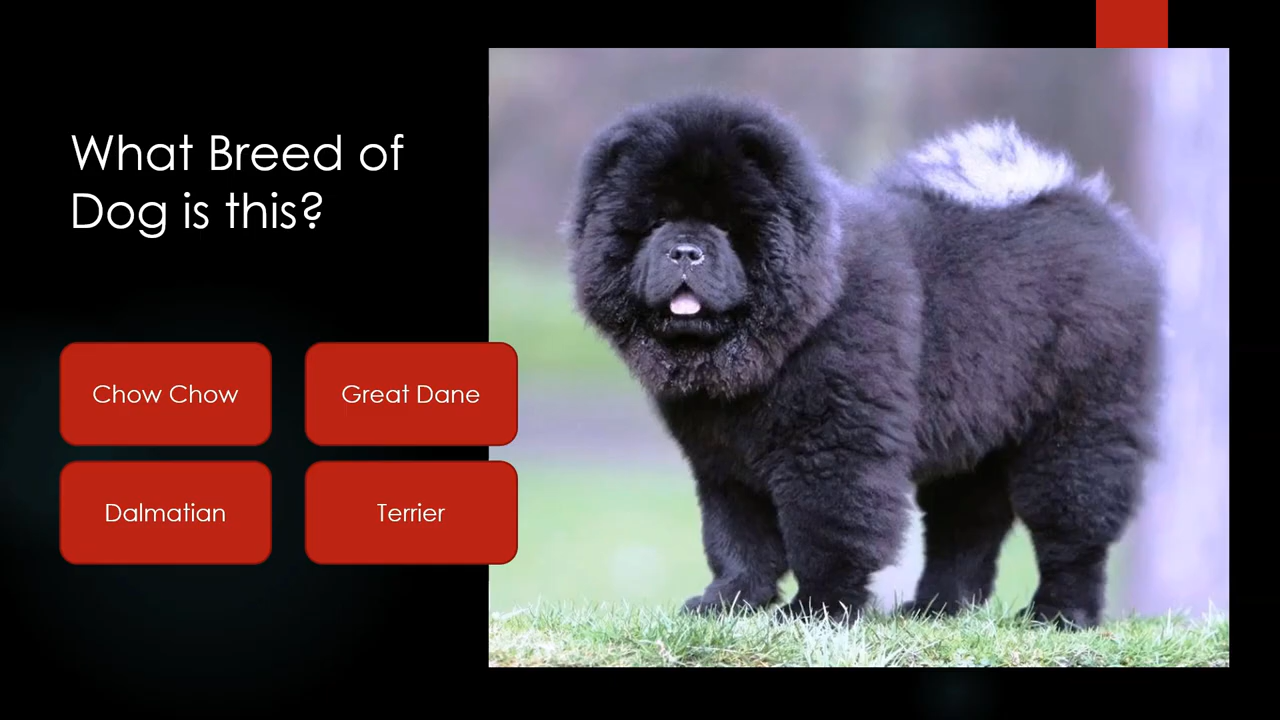 What Breed of
Dog is this?
Chow Chow
Great Dane
Dalmatian
Terrier